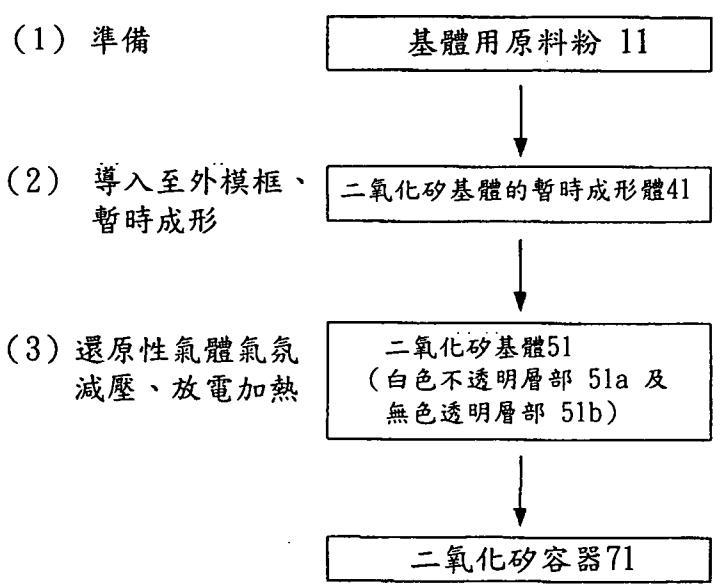 (1) 準備
基體用原料粉 11
(2) 導入至外模框、
暫時成形
二氧化矽基體的暫時成形體41
(3) 還原性氣體氣氛
減壓、放電加熱
二氧化矽基體51
(白色不透明層部 51a 及
無色透明層部 51b)
二氧化矽容器71